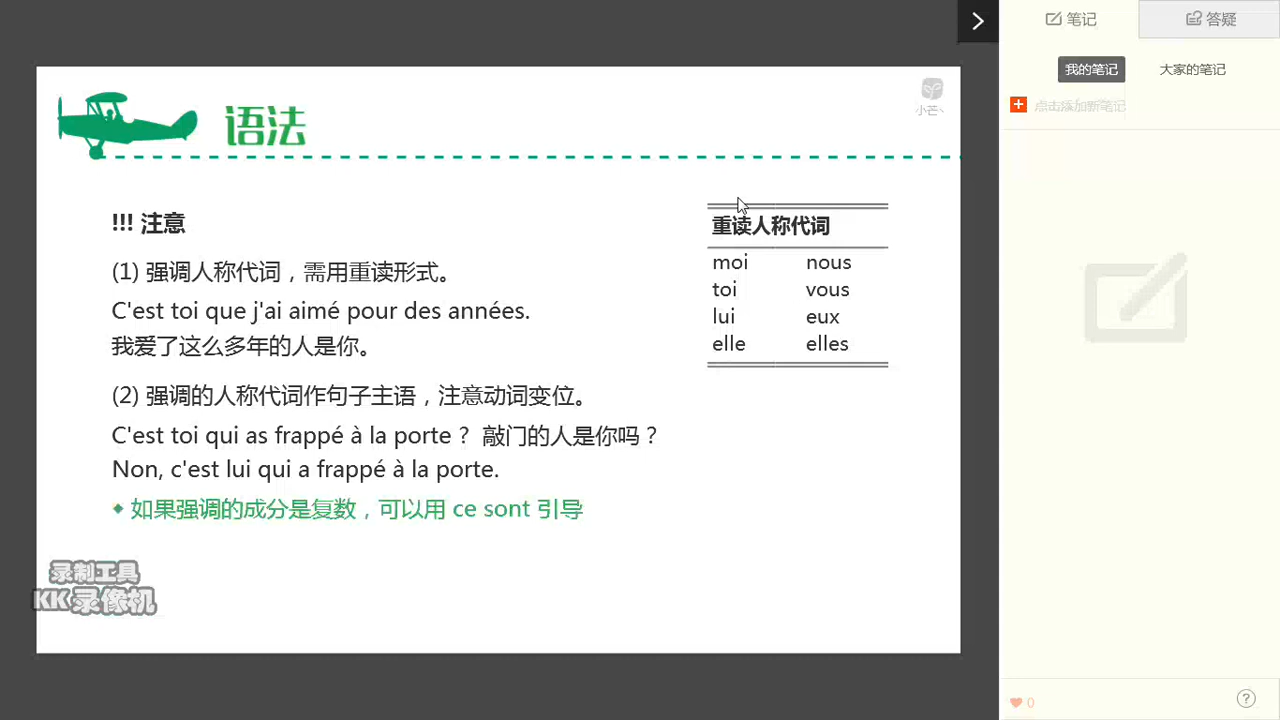 笔记
答疑
我的笔记
大家的笔记
点击添加新笔记
语法
小芒
!!! 注意
(1) 强调人称代词，需用重读形式。
C'est toi que j'ai aimé pour des années.
我爱了这么多年的人是你。
(2) 强调的人称代词作句子主语，注意动词变位。
C'est toi qui as frappé à la porte？ 敲门的人是你吗？
Non, c'est lui qui a frappé à la porte.
如果强调的成分是复数，可以用 ce sont 引导
重读人称代词
moi nous
toi vous
lui eux
elle elles
录制工具
KK 录像机
0